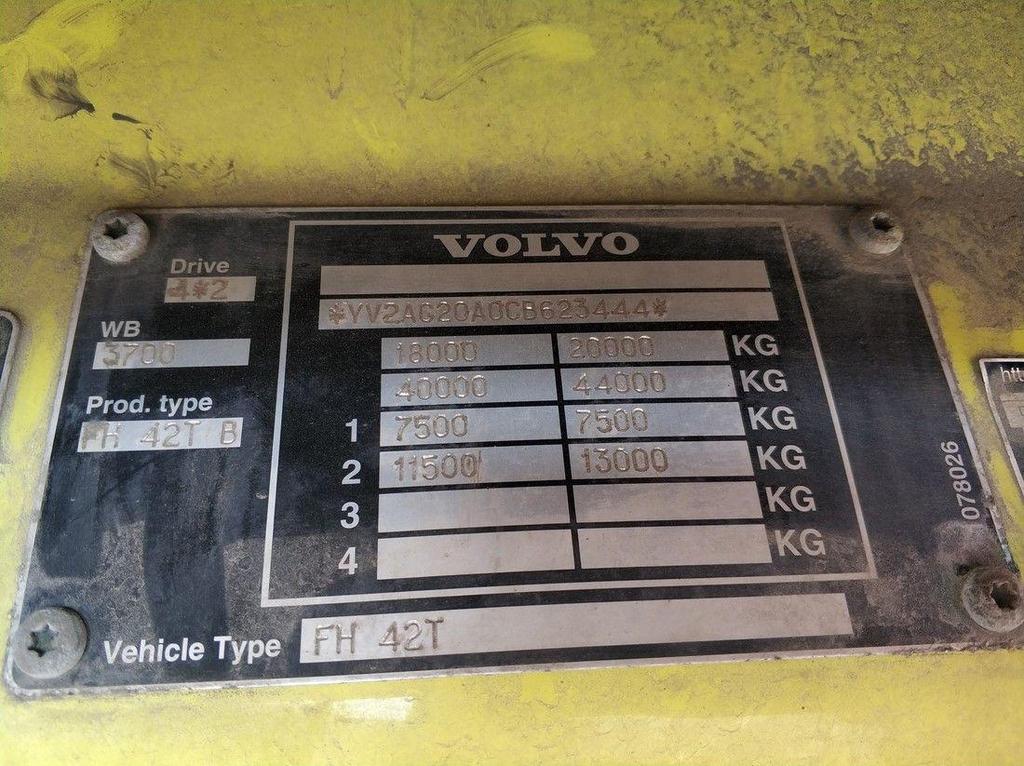 VOLVO
Drive
4*2
*YV2AG20A0CB623444*
WB
3700
18000 20000 KG
40000 44000 KG
Prod. type
FH 42T B
1 7500 7500 KG
2 11500 13000 KG
3 KG
4 KG
078026
Vehicle Type FH 42T